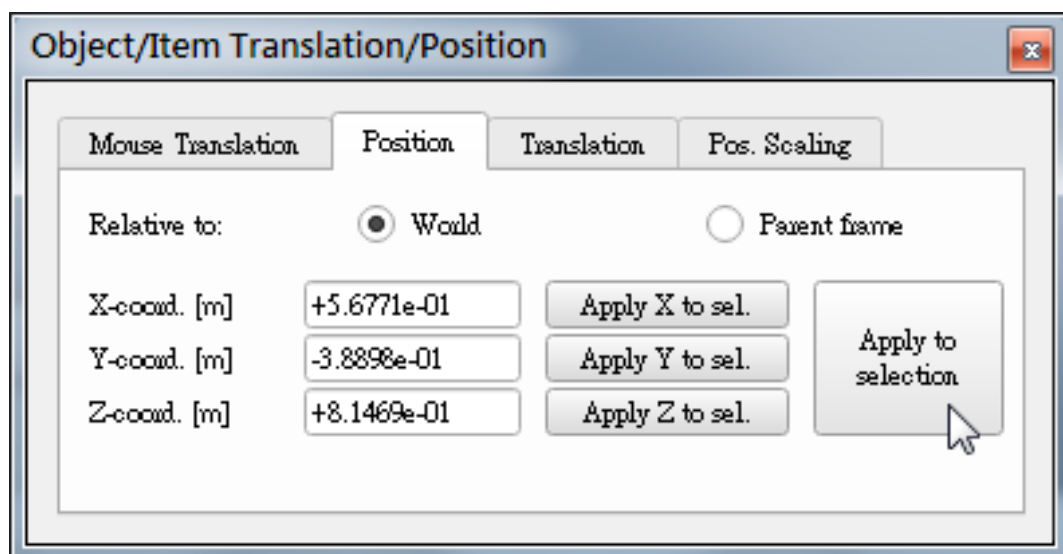 Object/Item Translation/Position
Mouse Translation Position Translation Pos. Scaling
Relative to: World Parent frame
X-coord. [m] +5.6771e-01 Apply X to sel.
Y-coord. [m] -3.8898e-01 Apply Y to sel.
Z-coord. [m] +8.1469e-01 Apply Z to sel.
Apply to
selection